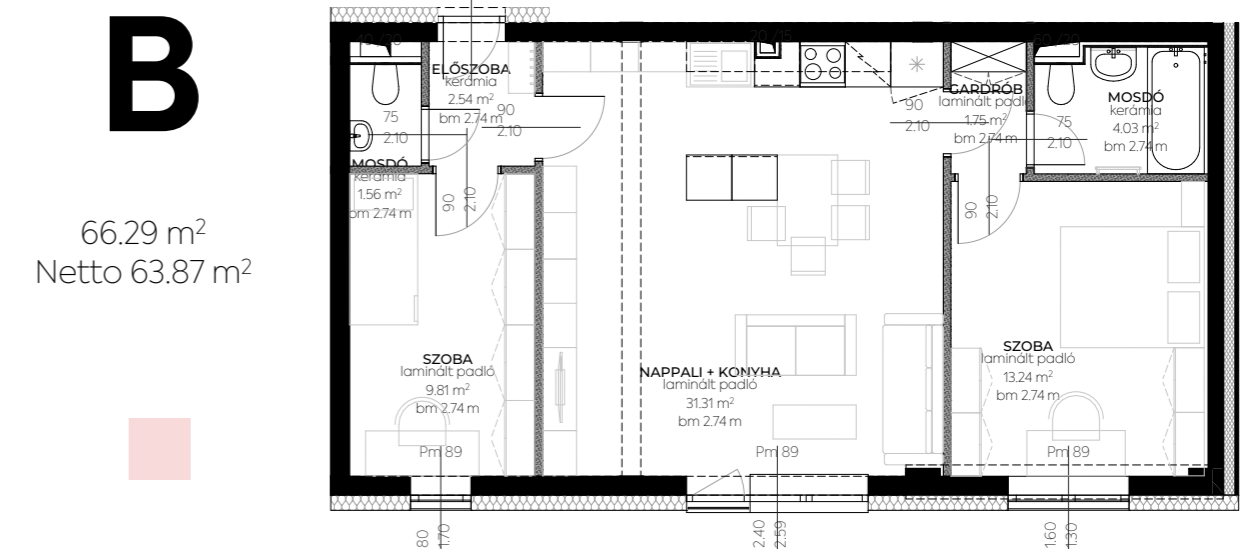 B
66.29 m²
Netto 63.87 m²
40 /20
20 /15
60 /20
ELŐSZOBA
kerámia
2.54 m²
bm 2.74 m
75
2.10
90
2.10
MOSDÓ
kerámia
1.56 m²
bm 2.74 m
90
2.10
90
2.10
GARDRÓB
laminált padló
1.75 m²
bm 2.74 m
75
2.10
MOSDÓ
kerámia
4.03 m²
bm 2.74 m
90
2.10
SZOBA
laminált padló
9.81 m²
bm 2.74 m
NAPPALI + KONYHA
laminált padló
31.31 m²
bm 2.74 m
SZOBA
laminált padló
13.24 m²
bm 2.74 m
Pm 89
Pm 89
Pm 89
80
1.70
2.40
2.59
1.60
1.30